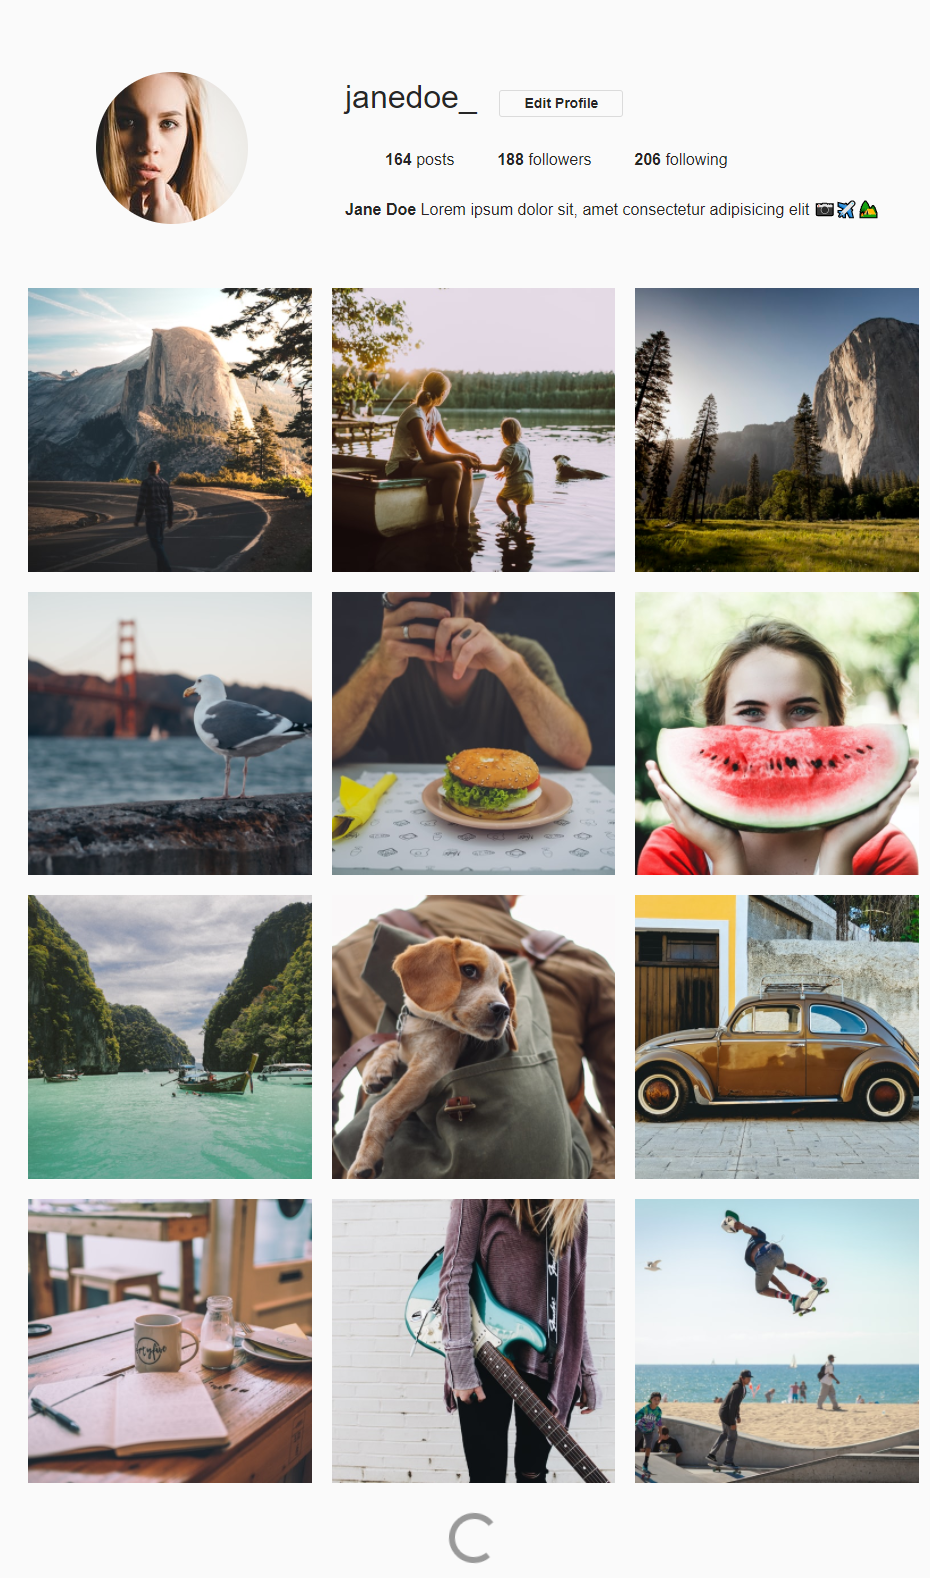 janedoe_ Edit Profile
164 posts 188 followers 206 following
Jane Doe Lorem ipsum dolor sit, amet consectetur adipisicing elit 📷✈️🏕️
Fender